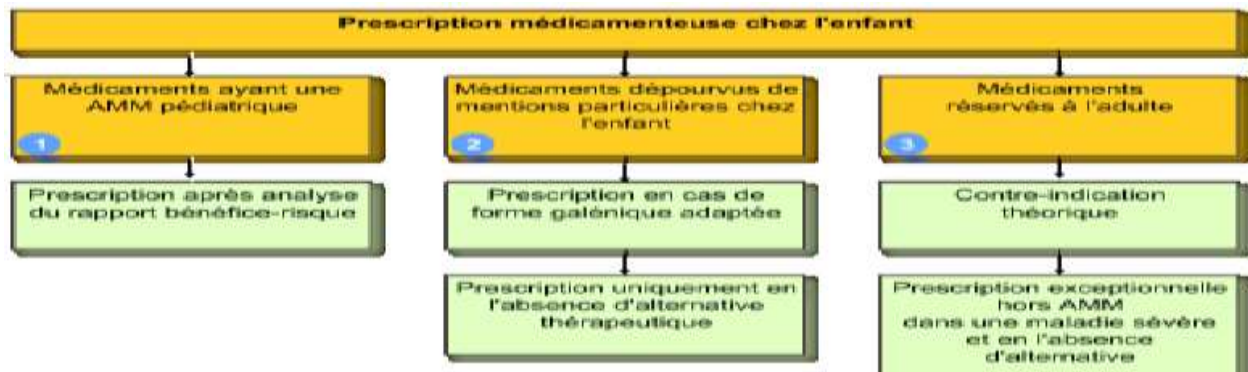 Prescription médicamenteuse chez l'enfant
Médicaments ayant une
AMM pédiatrique
1
Médicaments dépourvus de
mentions particulières chez
l'enfant
2
Médicaments
réservés à l'adulte
3
Prescription après analyse
du rapport bénéfice-risque
Prescription en cas de
forme galénique adaptée
Contre-indication
théorique
Prescription uniquement en
l'absence d'alternative
thérapeutique
Prescription exceptionnelle
hors AMM
dans une maladie sévère
et en l'absence
d'alternative